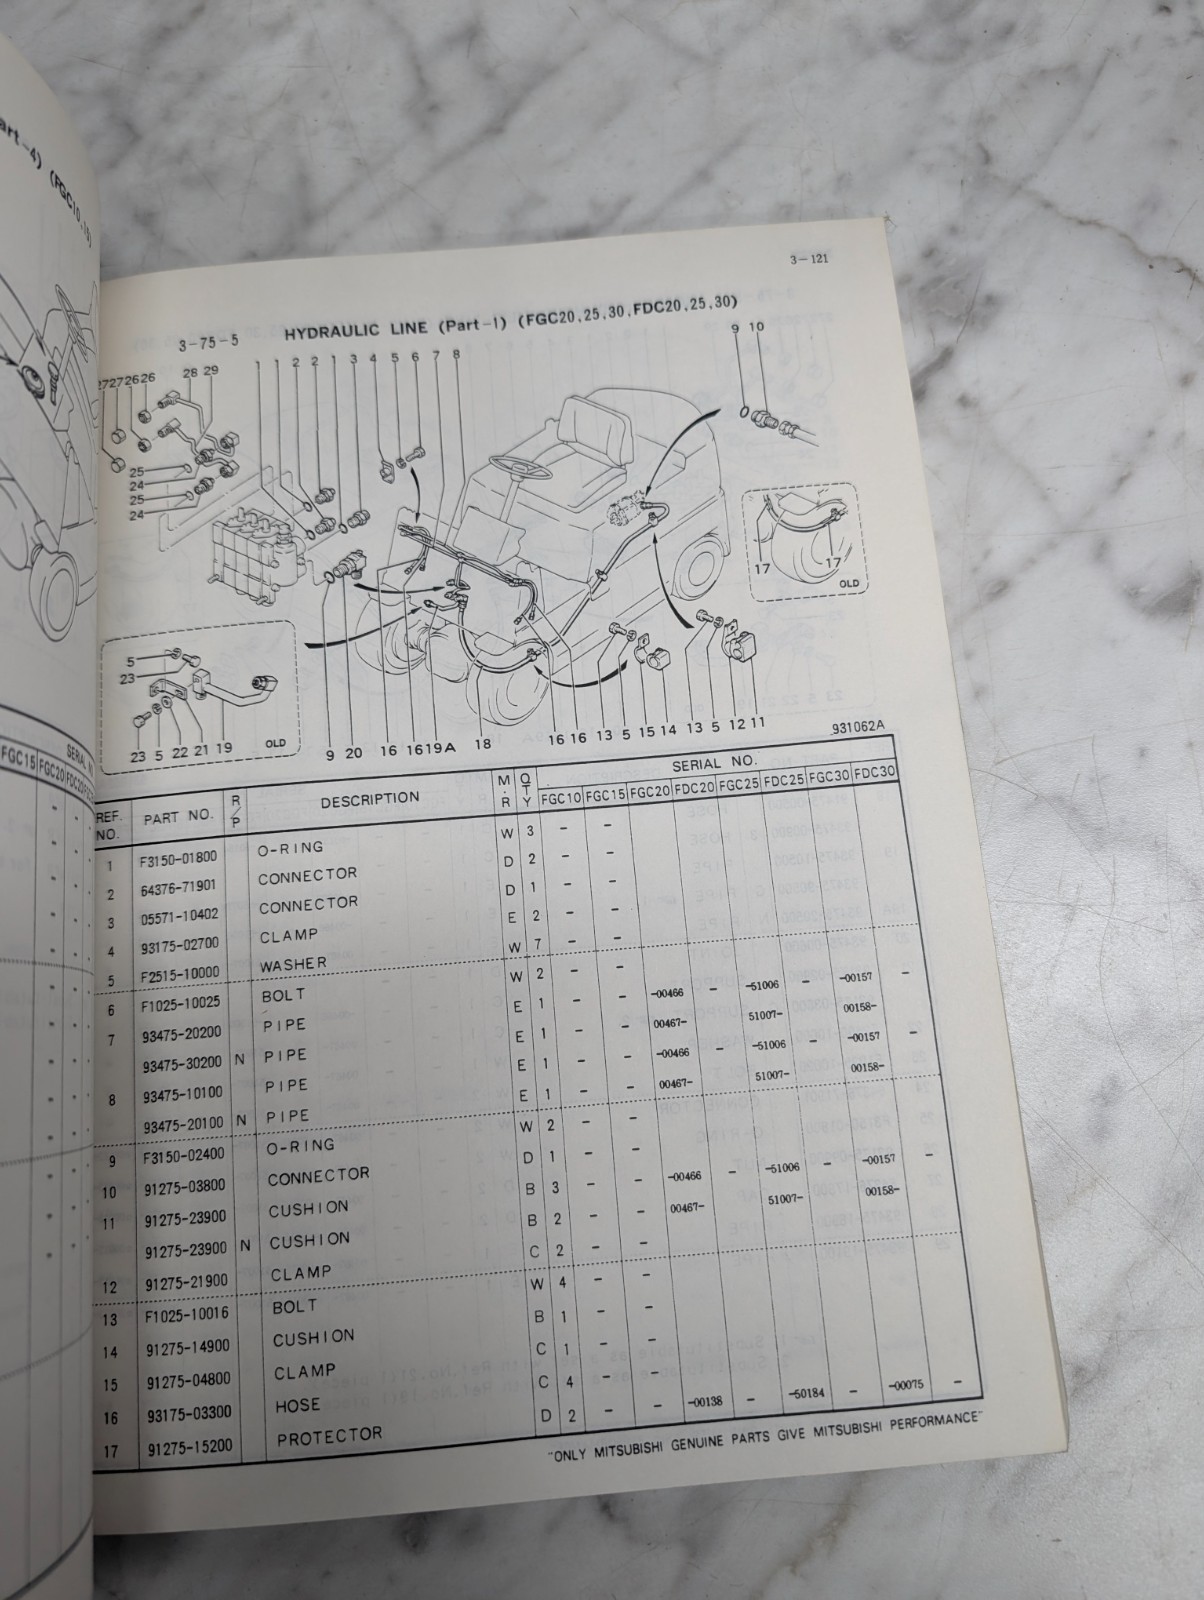 art-4) (FGC10,15)
FGC15 FGC20 FDC20
3-121
3-75-5 HYDRAULIC LINE (Part-1) (FGC20,25,30,FDC20,25,30)
27 27 26 26 28 29 1 1 2 2 1 3 4 5 6 7 8 9 10
25
24
25
24
17 17
OLD
5
23
23 5 22 21 19 OLD 9 20 16 16 19A 18 16 16 13 5 15 14 13 5 12 11
931062A
REF. NO. PART NO. R/P DESCRIPTION M.R QTY SERIAL NO.
FGC10 FGC15 FGC20 FDC20 FGC25 FDC25 FGC30 FDC30
1 F3150-01800 O-RING W 3 - -
2 64376-71901 CONNECTOR D 2 - -
3 05571-10402 CONNECTOR D 1 - -
4 93175-02700 CLAMP E 2 - -
5 F2515-10000 WASHER W 7 - -
6 F1025-10025 BOLT W 2 - -
7 93475-20200 PIPE E 1 - - -00466 - -51006 - -00157 -
93475-30200 N PIPE E 1 - - 00467- 51007- 00158-
8 93475-10100 PIPE E 1 - - -00466 - -51006 - -00157 -
93475-20100 N PIPE E 1 - - 00467- 51007- 00158-
9 F3150-02400 O-RING W 2 - -
10 91275-03800 CONNECTOR D 1 - -
11 91275-23900 CUSHION B 3 - - -00466 - -51006 - -00157 -
91275-23900 N CUSHION B 2 - - 00467- 51007- 00158-
12 91275-21900 CLAMP C 2 - -
13 F1025-10016 BOLT W 4 - -
14 91275-14900 CUSHION B 1 - -
15 91275-04800 CLAMP C 1 - -
16 93175-03300 HOSE C 4 - -
17 91275-15200 PROTECTOR D 2 - - -00138 - -50184 - -00075 -
"ONLY MITSUBISHI GENUINE PARTS GIVE MITSUBISHI PERFORMANCE"